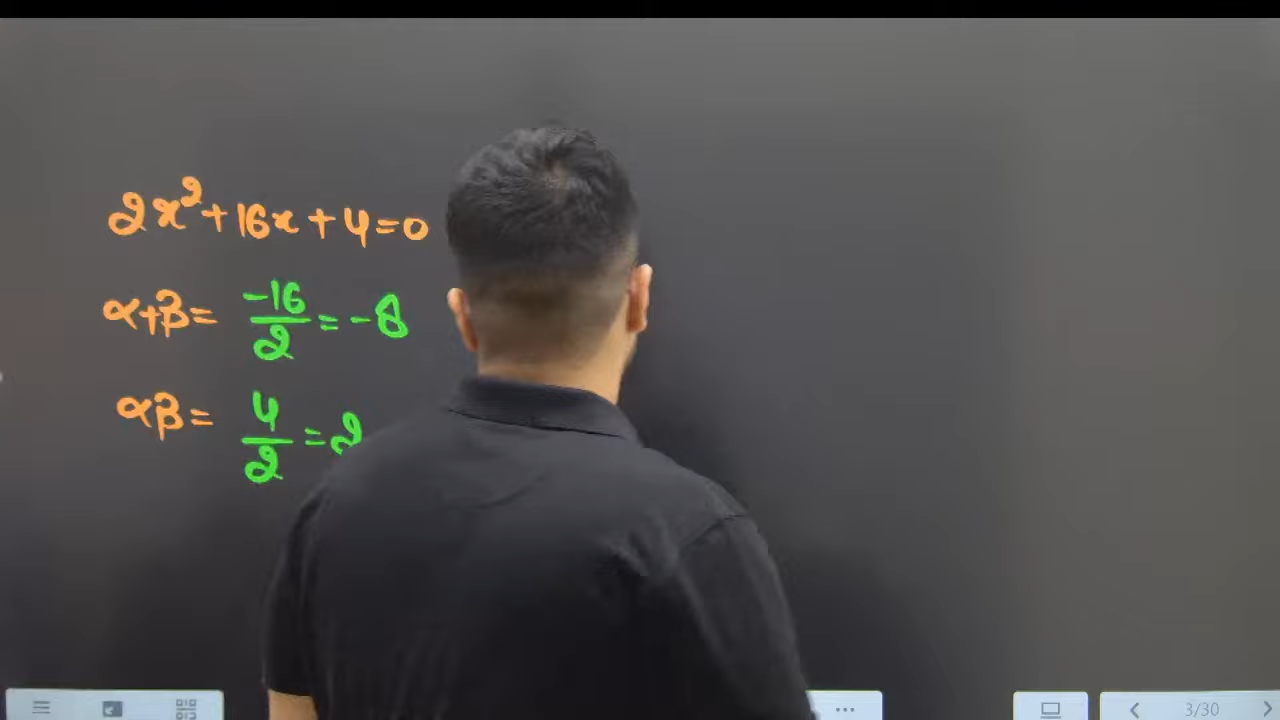 2x²+16x+4=0
α+β= -16/2 = -8
αβ= 4/2 = 2
3/30